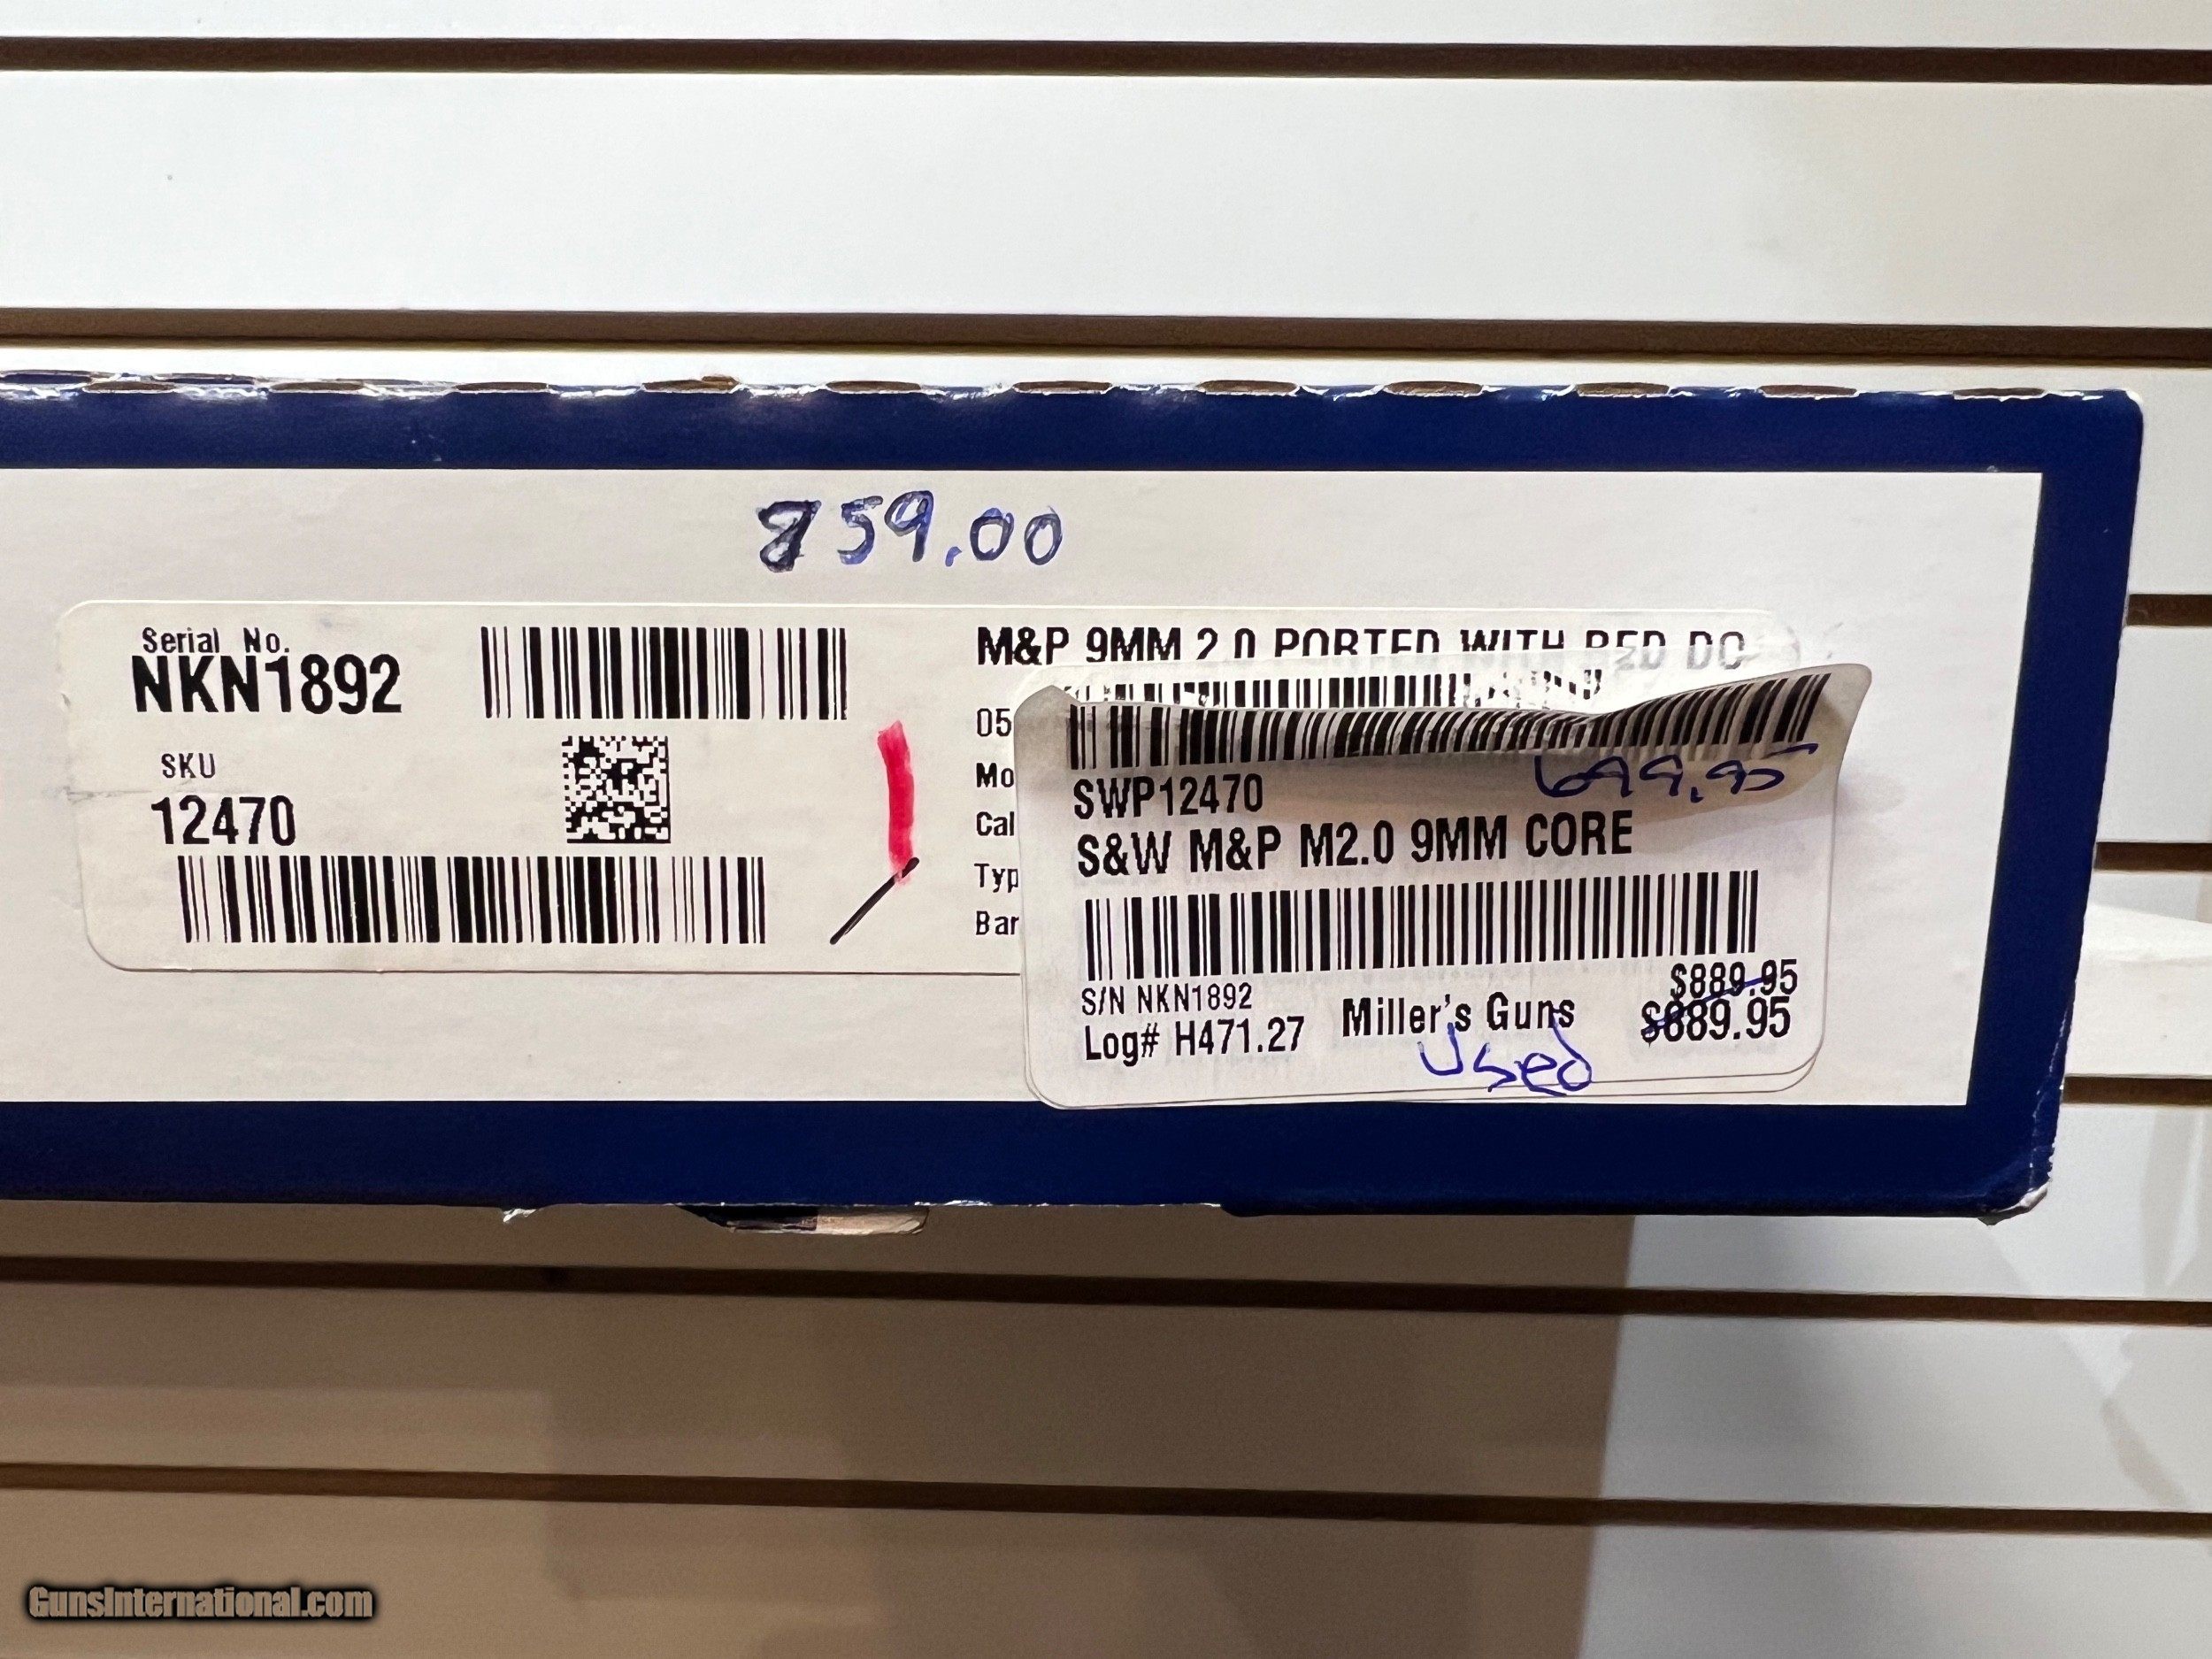 859.00
Serial No.
NKN1892
SKU
12470
M&P 9MM 2.0 PORTED WITH RED DO
05
Mo
Cal
Typ
Bar
699.95
SWP12470
S&W M&P M2.0 9MM CORE
S/N NKN1892
$889.95
Log# H471.27
Miller's Guns
$889.95
Used
GunsInternational.com